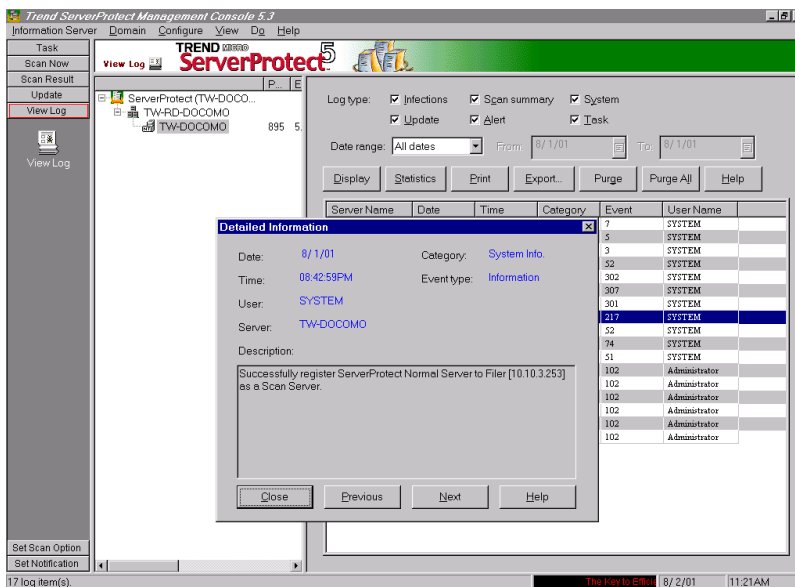 Trend ServerProtect Management Console 5.3
Information Server Domain Configure View Do Help
Task
Scan Now
Scan Result
Update
View Log
View Log
Set Scan Option
Set Notification
View Log
TREND MICRO
ServerProtect 5
P... E
ServerProtect (TW-DOCO...
TW-RD-DOCOMO
TW-DOCOMO 895 5.
Log type: Infections Scan summary System
Update Alert Task
Date range: All dates From: 8/ 1/01 To: 8/ 1/01
Display Statistics Print Export... Purge Purge All Help
Server Name Date Time Category Event User Name
7 SYSTEM
5 SYSTEM
3 SYSTEM
52 SYSTEM
302 SYSTEM
307 SYSTEM
301 SYSTEM
217 SYSTEM
52 SYSTEM
74 SYSTEM
51 SYSTEM
102 Administrator
102 Administrator
102 Administrator
102 Administrator
102 Administrator
102 Administrator
Detailed Information
Date: 8/ 1/01 Category: System Info.
Time: 08:42:59PM Event type: Information
User: SYSTEM
Server: TW-DOCOMO
Description:
Successfully register ServerProtect Normal Server to Filer [10.10.3.253]
as a Scan Server.
Close Previous Next Help
17 log item(s). The Key to Effici 8/ 2/01 11:21AM